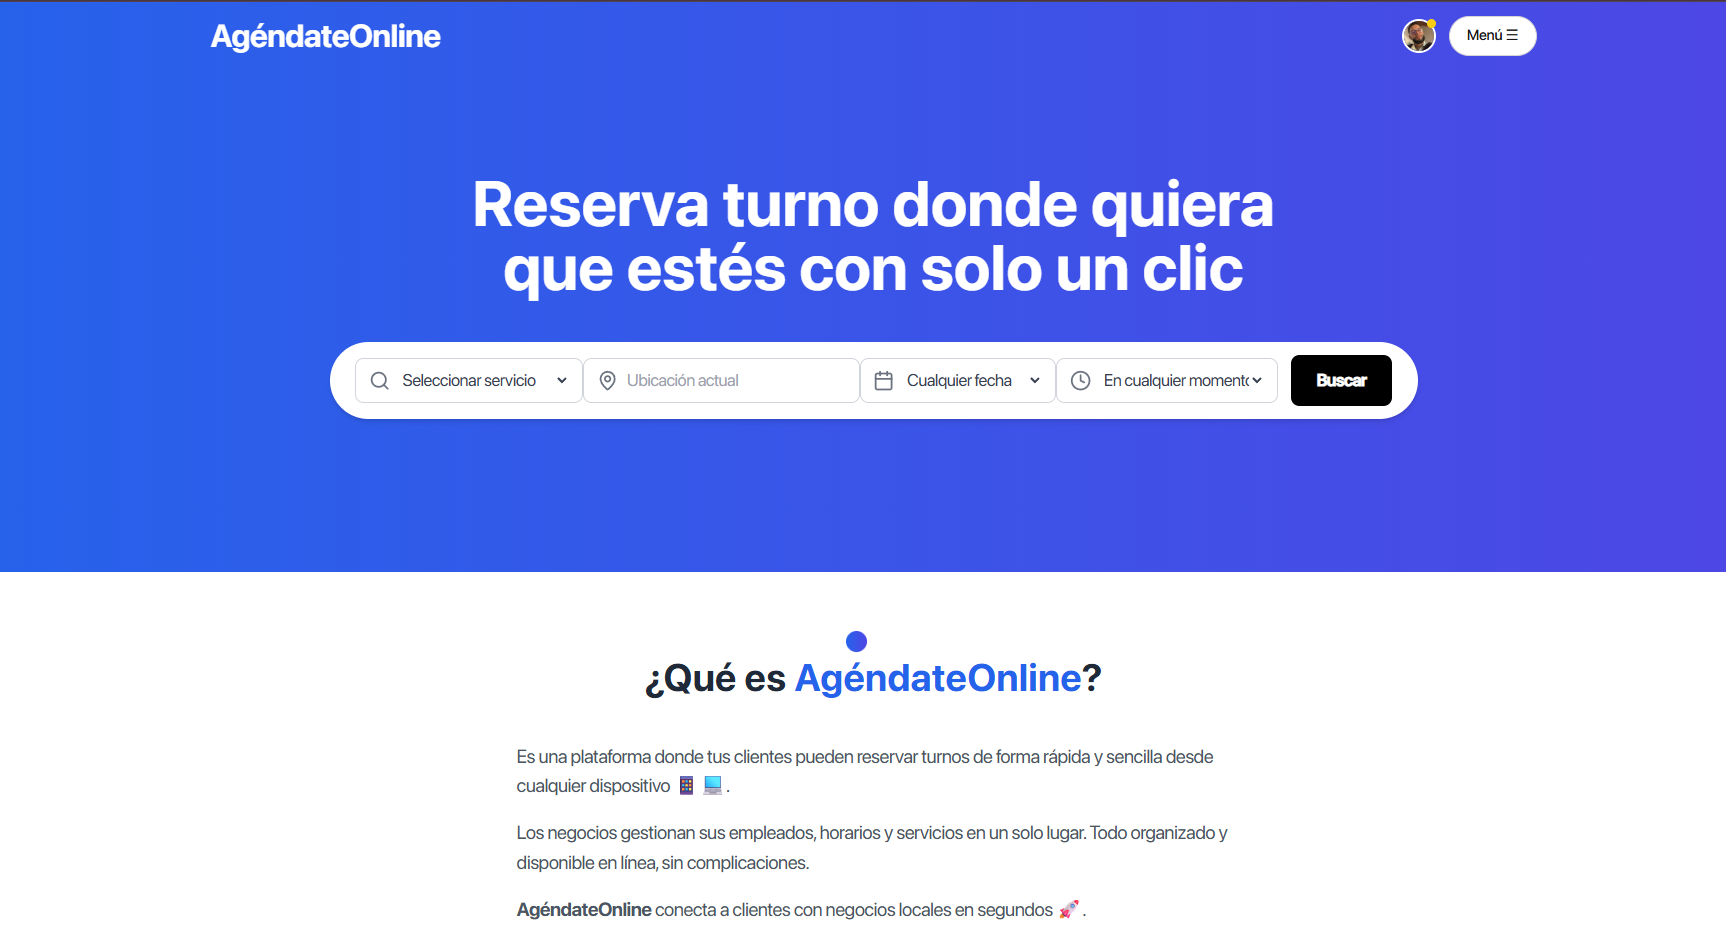 AgéndateOnline
Menú ☰
Reserva turno donde quiera
que estés con solo un clic
Seleccionar servicio
Ubicación actual
Cualquier fecha
En cualquier momento
Buscar
¿Qué es AgéndateOnline?
Es una plataforma donde tus clientes pueden reservar turnos de forma rápida y sencilla desde
cualquier dispositivo 📱 💻 .
Los negocios gestionan sus empleados, horarios y servicios en un solo lugar. Todo organizado y
disponible en línea, sin complicaciones.
AgéndateOnline conecta a clientes con negocios locales en segundos 🚀 .